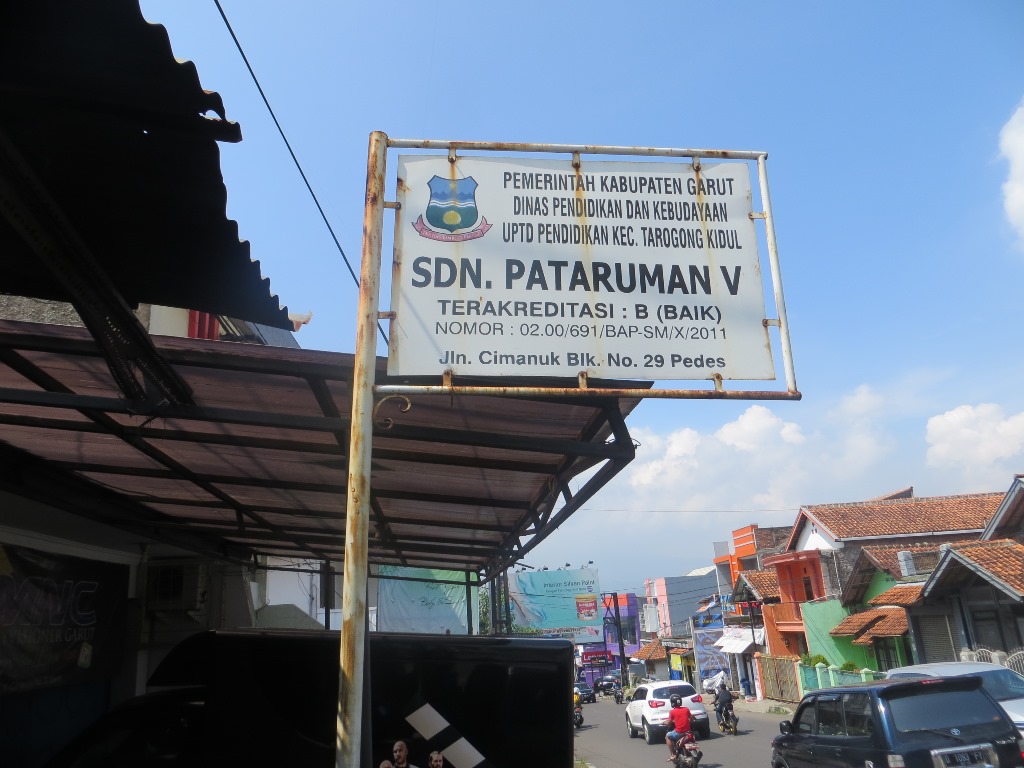 PEMERINTAH KABUPATEN GARUT
DINAS PENDIDIKAN DAN KEBUDAYAAN
UPTD PENDIDIKAN KEC. TAROGONG KIDUL
SDN. PATARUMAN V
TERAKREDITASI : B (BAIK)
NOMOR : 02.00/691/BAP-SM/X/2011
Jln. Cimanuk Blk. No. 29 Pedes